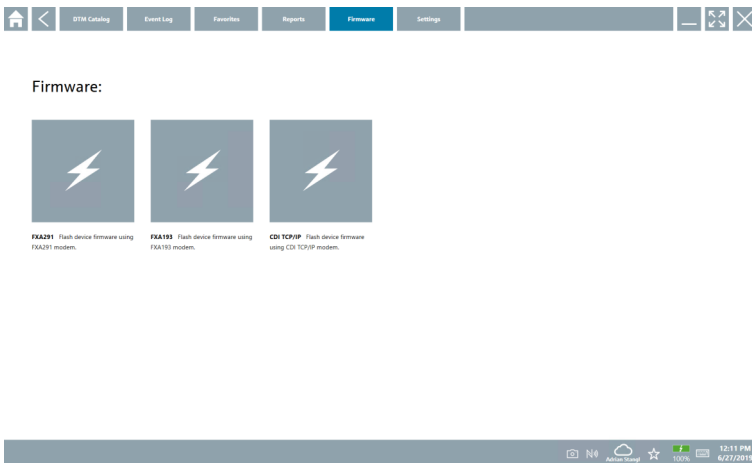 DTM Catalog
Event Log
Favorites
Reports
Firmware
Settings
Firmware:
FXA291 Flash device firmware using
FXA291 modem.
FXA193 Flash device firmware using
FXA193 modem.
CDI TCP/IP Flash device firmware
using CDI TCP/IP modem.
Adrian Stangl
100%
12:11 PM
6/27/2019